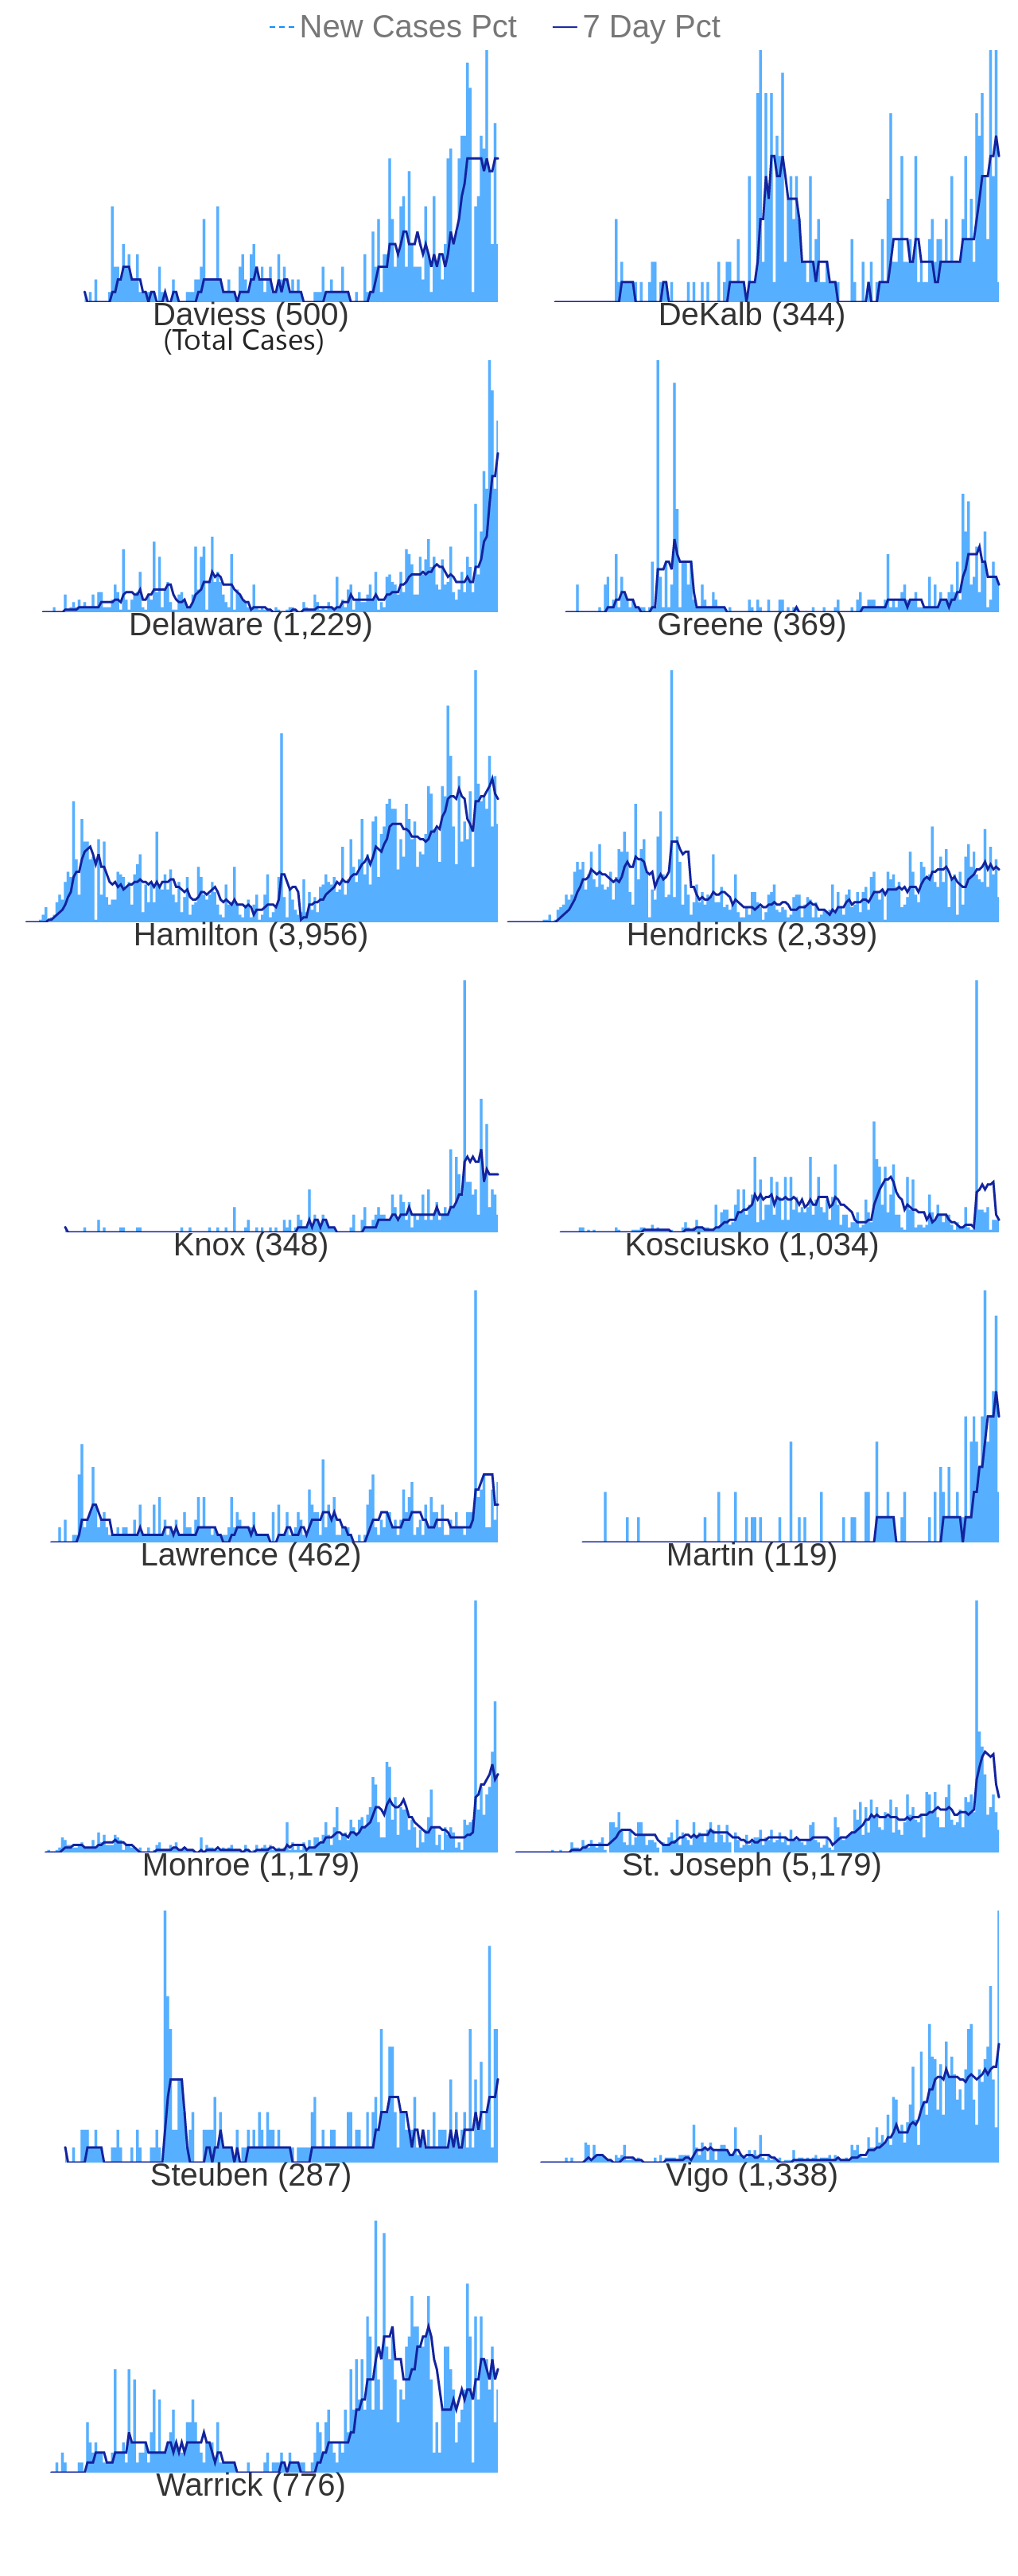 New Cases Pct 7 Day Pct
Daviess (500) DeKalb (344)
(Total Cases)
Delaware (1,229) Greene (369)
Hamilton (3,956) Hendricks (2,339)
Knox (348) Kosciusko (1,034)
Lawrence (462) Martin (119)
Monroe (1,179) St. Joseph (5,179)
Steuben (287) Vigo (1,338)
Warrick (776)